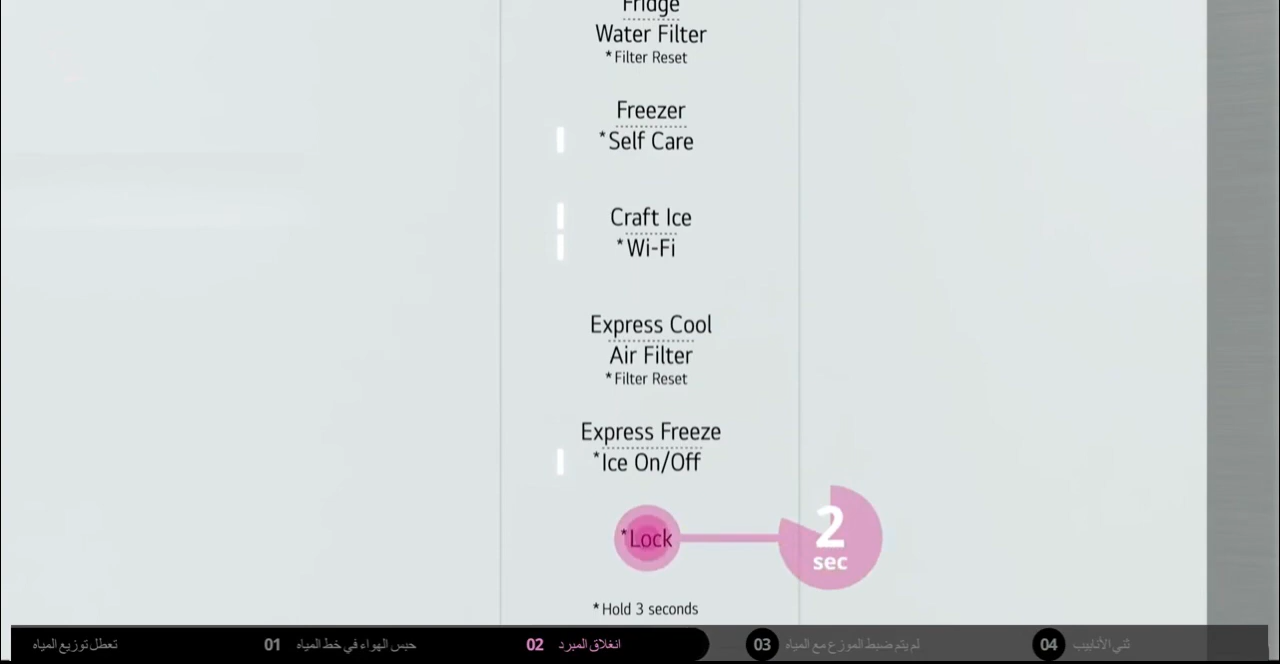 Fridge
Water Filter
*Filter Reset
Freezer
*Self Care
Craft Ice
*Wi-Fi
Express Cool
Air Filter
*Filter Reset
Express Freeze
*Ice On/Off
*Lock
2
sec
*Hold 3 seconds
تعطل توزيع المياه
01 حبس الهواء في خط المياه
02 انغلاق المبرد
03 لم يتم ضبط الموزع مع المياه
04 ثني الأنابيب